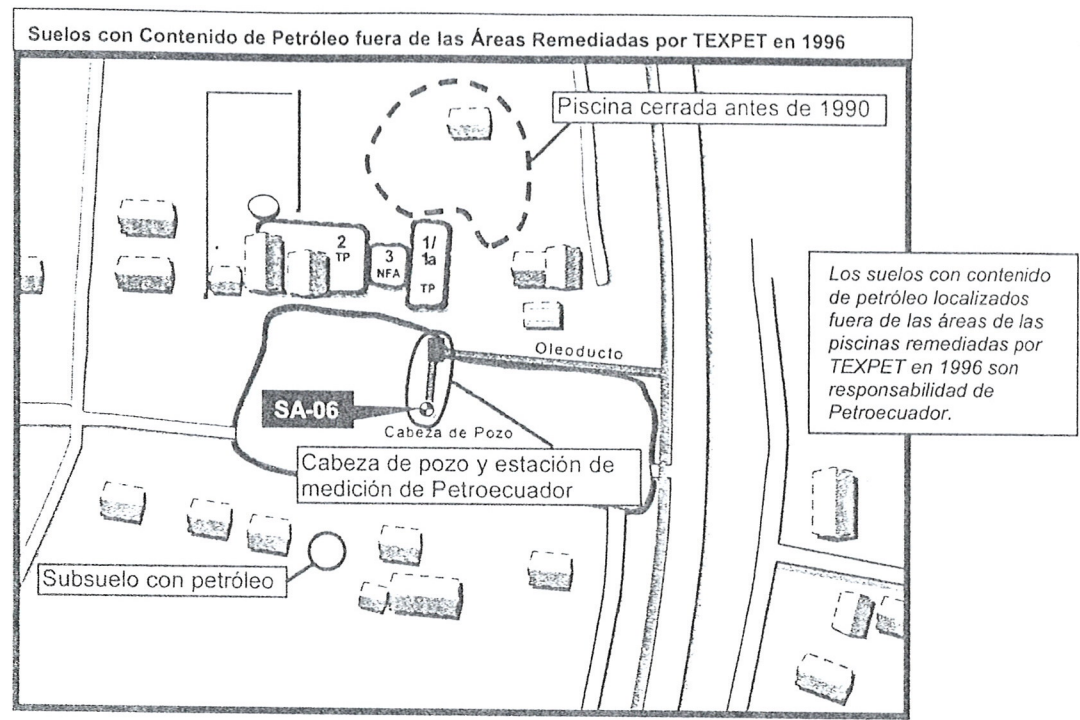 Suelos con Contenido de Petróleo fuera de las Áreas Remediadas por TEXPET en 1996
Piscina cerrada antes de 1990
2
TP
3
NFA
1/
1a
TP
Los suelos con contenido
de petróleo localizados
fuera de las áreas de las
piscinas remediadas por
TEXPET en 1996 son
responsabilidad de
Petroecuador.
Oleoducto
SA-06
Cabeza de Pozo
Cabeza de pozo y estación de
medición de Petroecuador
Subsuelo con petróleo